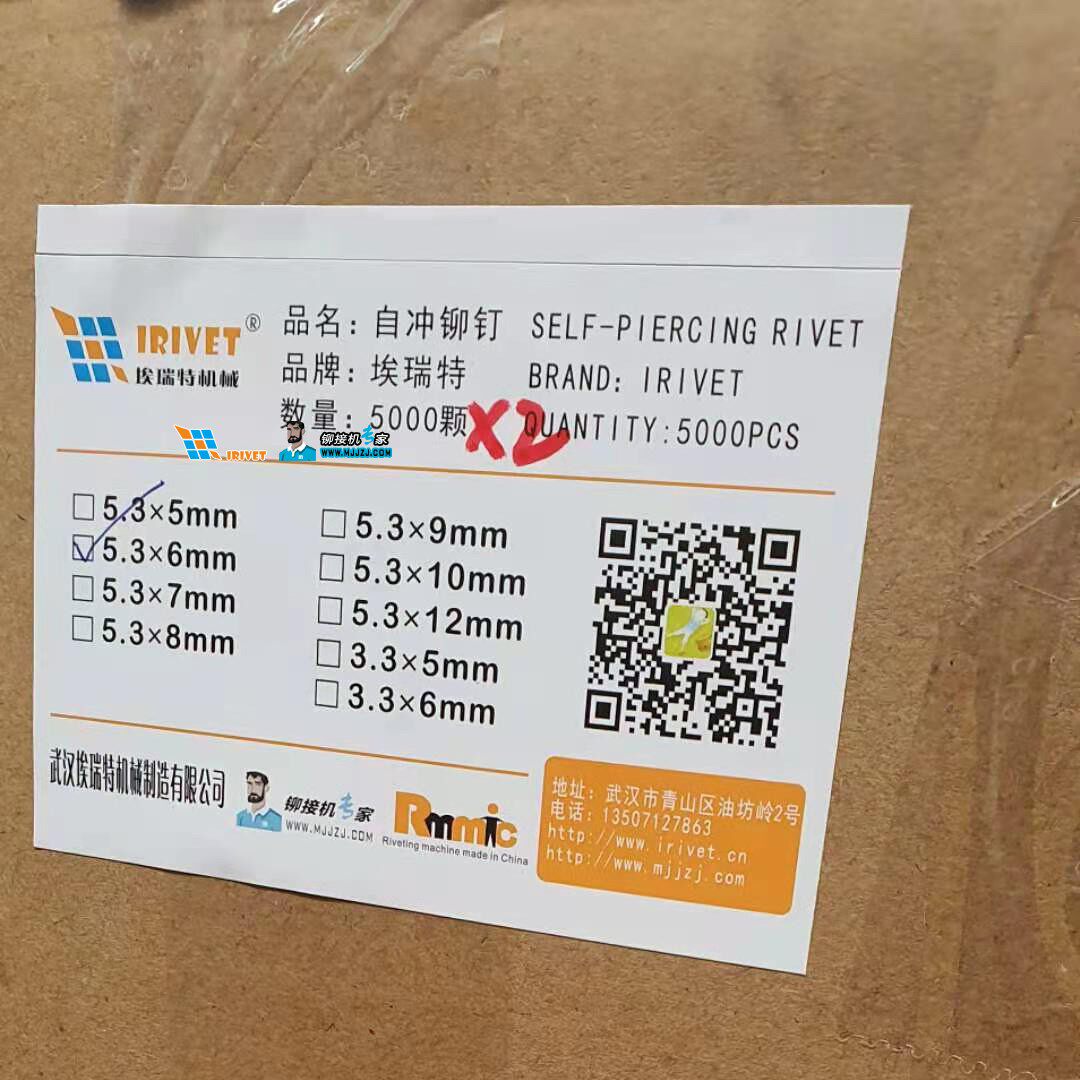 IRIVET®
埃瑞特机械
品名：自冲铆钉 SELF-PIERCING RIVET
品牌：埃瑞特 BRAND: IRIVET
数量：5000颗 X2 QUANTITY:5000PCS
IRIVET 铆接机专家
WWW.MJJZJ.COM
☐5.3×5mm
☑5.3×6mm
☐5.3×7mm
☐5.3×8mm
☐5.3×9mm
☐5.3×10mm
☐5.3×12mm
☐3.3×5mm
☐3.3×6mm
武汉埃瑞特机械制造有限公司
铆接机专家
WWW.MJJZJ.COM
Rmmic
Riveting machine made in China
地址：武汉市青山区油坊岭2号
电话：13507127863
http://www.irivet.cn
http://www.mjjzj.com